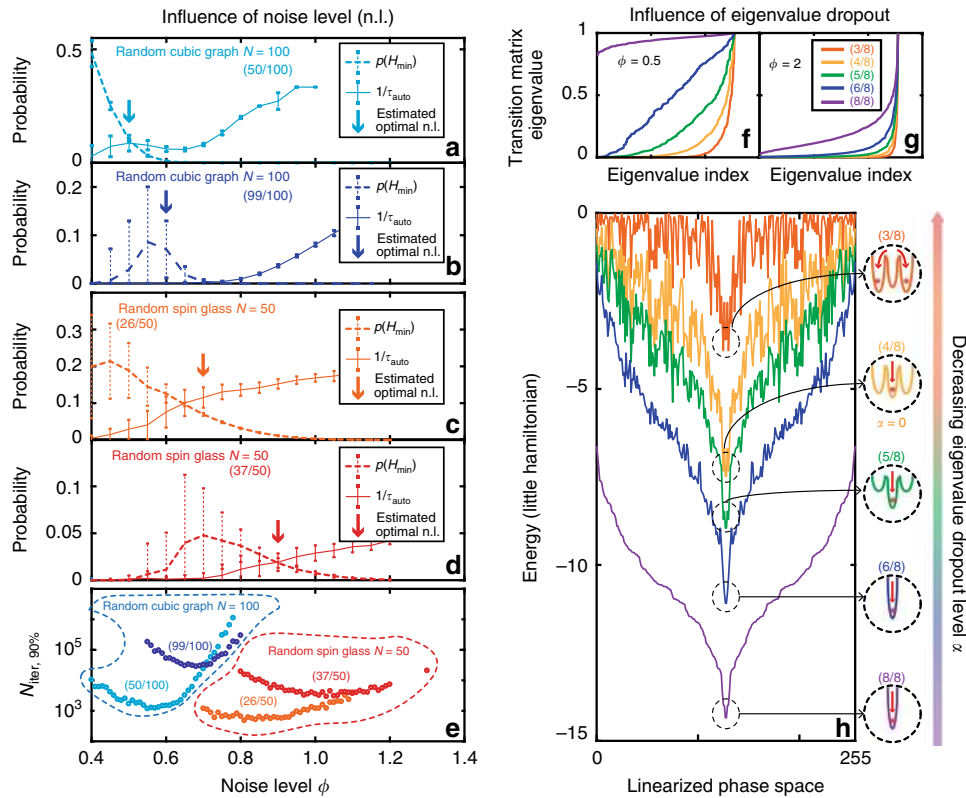 Influence of noise level (n.l.)
0.5
0
Probability
Random cubic graph N = 100
(50/100)
p(Hmin)
1/τauto
Estimated
optimal n.l.
a
0.2
0.1
0
Probability
Random cubic graph N = 100
(99/100)
p(Hmin)
1/τauto
Estimated
optimal n.l.
b
0.3
0.2
0.1
0
Probability
Random spin glass N = 50
(26/50)
p(Hmin)
1/τauto
Estimated
optimal n.l.
c
0.1
0.05
0
Probability
Random spin glass N = 50
(37/50)
p(Hmin)
1/τauto
Estimated
optimal n.l.
d
10⁵
10³
Niter, 90%
Random cubic graph N = 100
(99/100)
(50/100)
Random spin glass N = 50
(37/50)
(26/50)
e
0.4 0.6 0.8 1.0 1.2 1.4
Noise level ϕ
Influence of eigenvalue dropout
1
0.5
0
Transition matrix
eigenvalue
ϕ = 0.5
f
ϕ = 2
(3/8)
(4/8)
(5/8)
(6/8)
(8/8)
g
Eigenvalue index Eigenvalue index
0
−5
−10
−15
Energy (little hamiltonian)
h
0 255
Linearized phase space
(3/8)
(4/8)
α = 0
(5/8)
(6/8)
(8/8)
Decreasing eigenvalue dropout level α